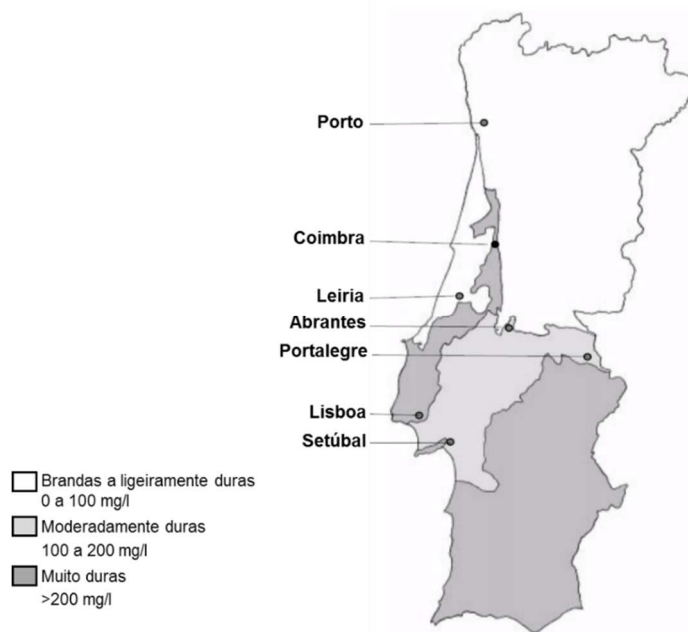 Porto
Coimbra
Leiria
Abrantes
Portalegre
Lisboa
Setúbal
Brandas a ligeiramente duras
0 a 100 mg/l
Moderadamente duras
100 a 200 mg/l
Muito duras
>200 mg/l